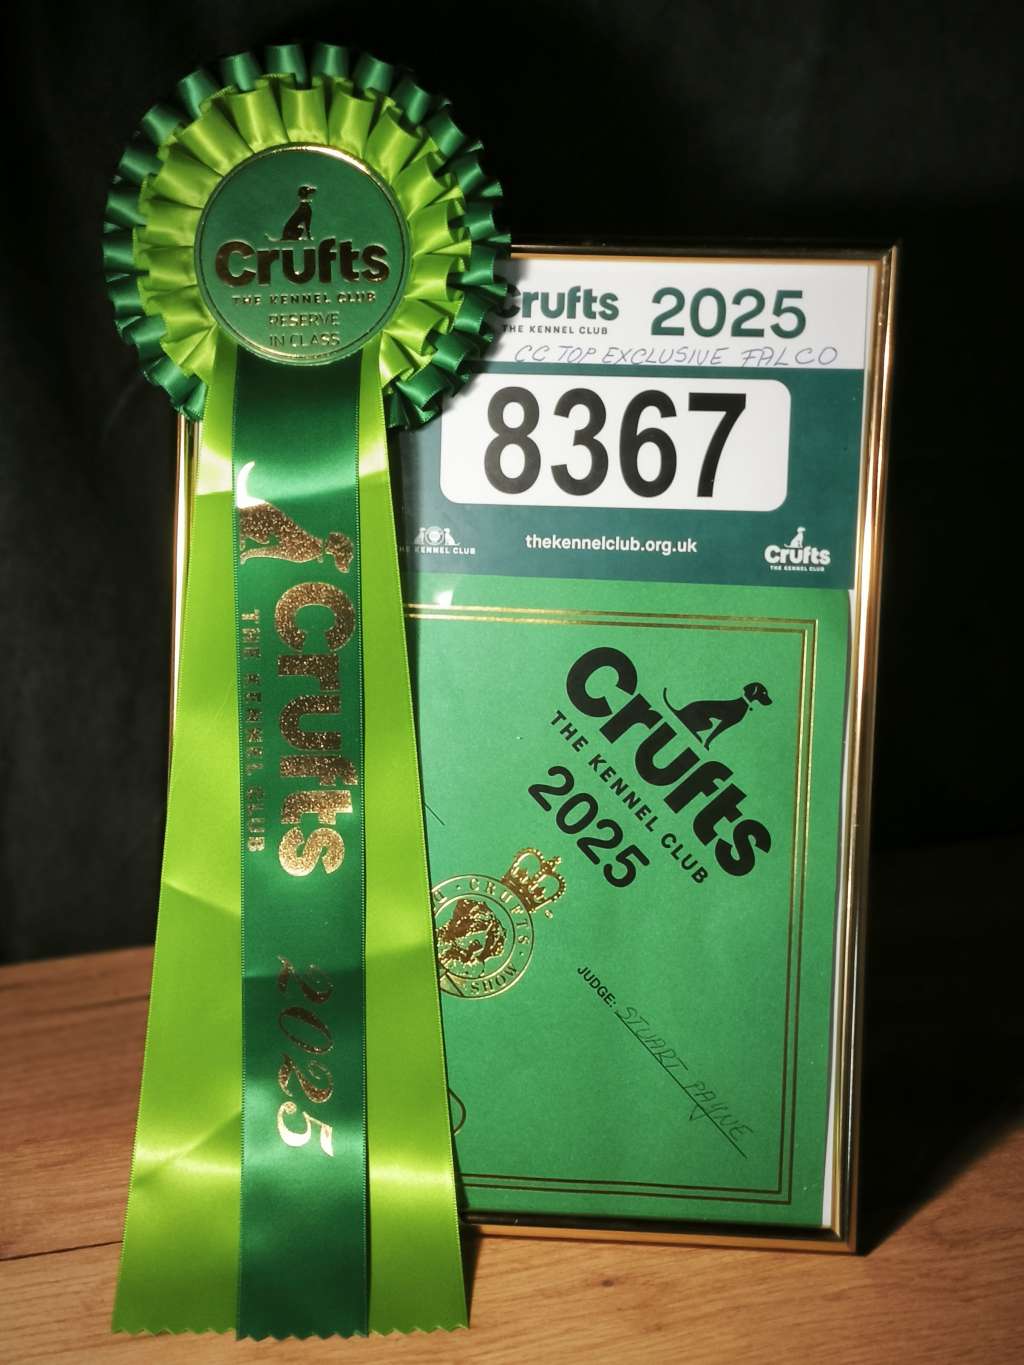 Crufts
THE KENNEL CLUB
RESERVE
IN CLASS
Crufts
THE KENNEL CLUB
2025
Crufts 2025
THE KENNEL CLUB
CC TOP EXCLUSIVE FALCO
8367
THE KENNEL CLUB
thekennelclub.org.uk
Crufts
THE KENNEL CLUB
Crufts
THE KENNEL CLUB
2025
CRUFTS
SHOW
JUDGE: STUART PAYNE